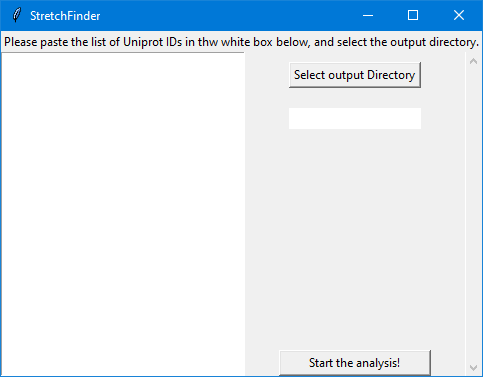 StretchFinder
Please paste the list of Uniprot IDs in thw white box below, and select the output directory.
Select output Directory
Start the analysis!